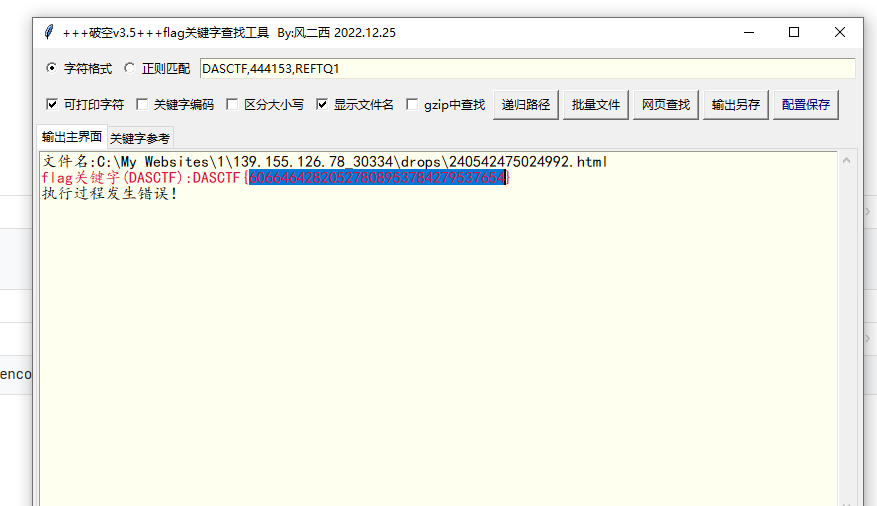 +++破空v3.5+++flag关键字查找工具 By:风二西 2022.12.25
字符格式 正则匹配 DASCTF,444153,REFTQ1
可打印字符 关键字编码 区分大小写 显示文件名 gzip中查找 递归路径 批量文件 网页查找 输出另存 配置保存
输出主界面 关键字参考
文件名:C:\My Websites\1\139.155.126.78_30334\drops\240542475024992.html
flag关键字(DASCTF):DASCTF{60664642820527808953784279537654}
执行过程发生错误!
enco